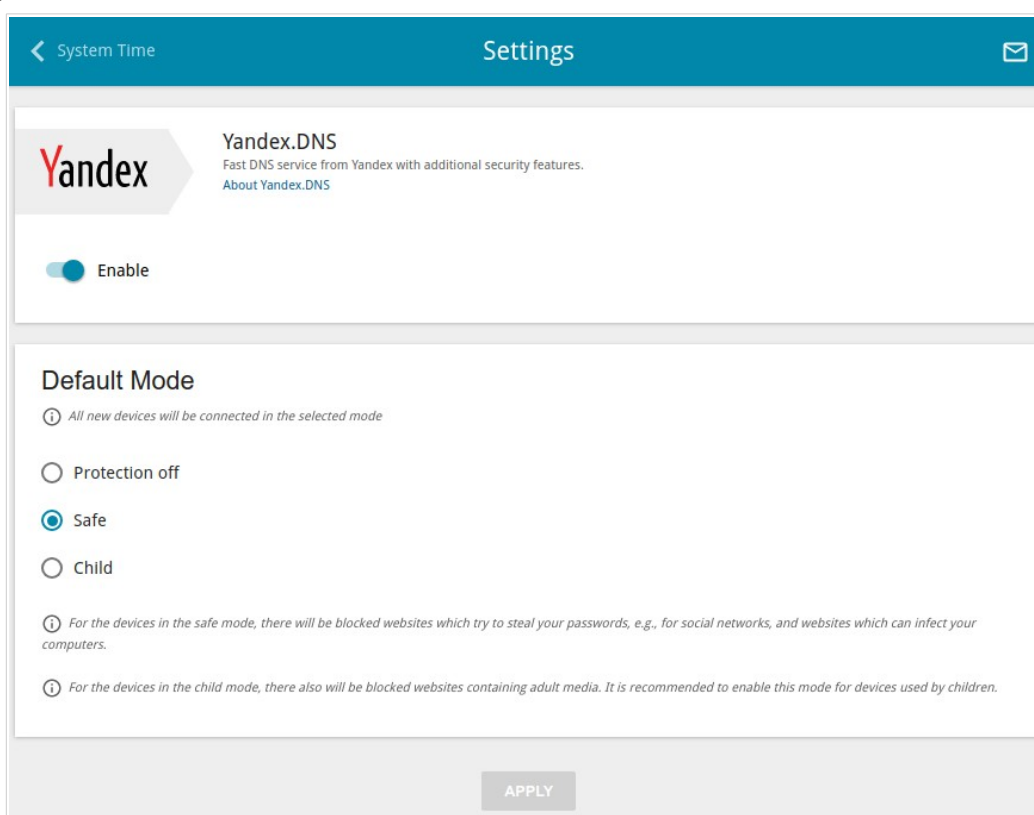 System Time
Settings
Yandex
Yandex.DNS
Fast DNS service from Yandex with additional security features.
About Yandex.DNS
Enable
Default Mode
All new devices will be connected in the selected mode
Protection off
Safe
Child
For the devices in the safe mode, there will be blocked websites which try to steal your passwords, e.g., for social networks, and websites which can infect your
computers.
For the devices in the child mode, there also will be blocked websites containing adult media. It is recommended to enable this mode for devices used by children.
APPLY